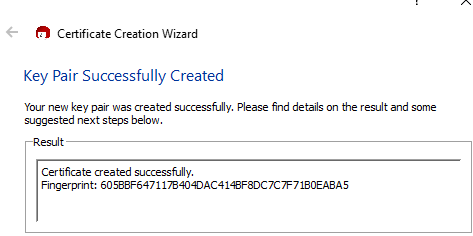 Certificate Creation Wizard
Key Pair Successfully Created
Your new key pair was created successfully. Please find details on the result and some
suggested next steps below.
Result
Certificate created successfully.
Fingerprint: 605BBF647117B404DAC414BF8DC7C7F71B0EABA5